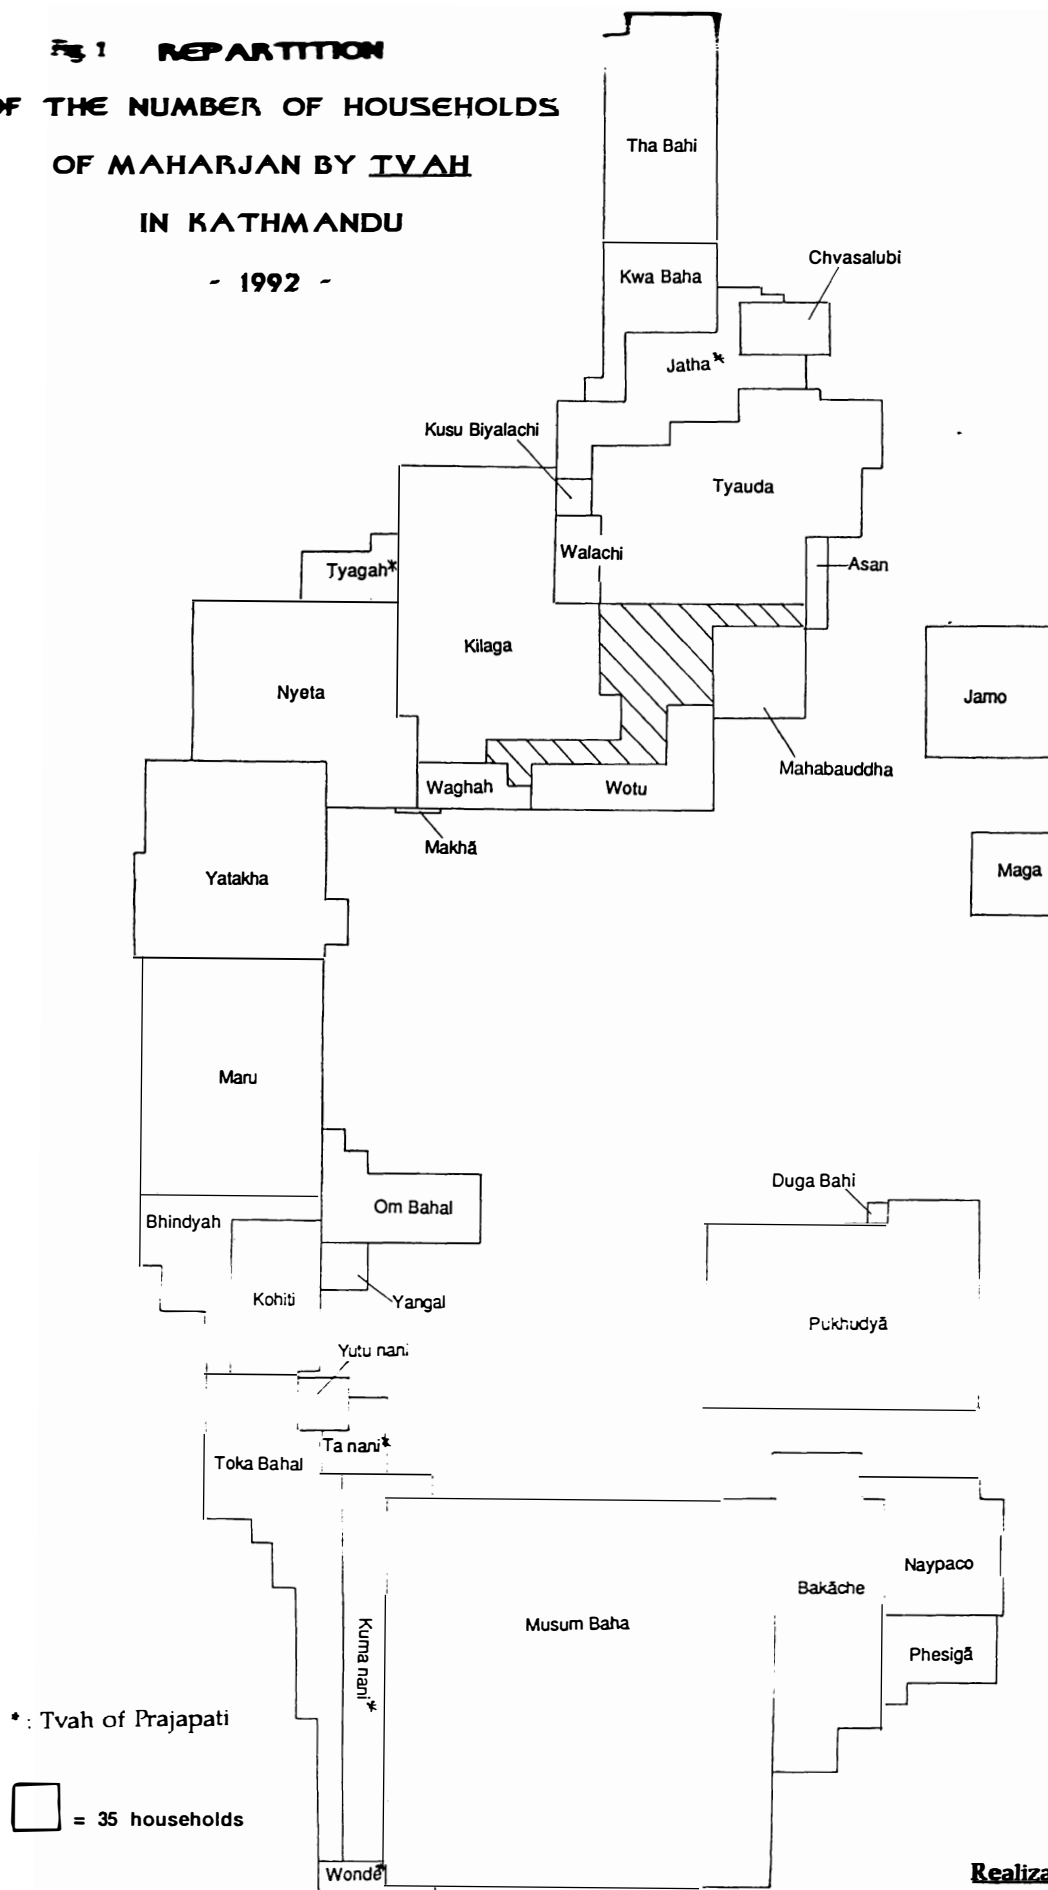 Fig 1 REPARTITION
OF THE NUMBER OF HOUSEHOLDS
OF MAHARJAN BY TVAH
IN KATHMANDU
- 1992 -
Tha Bahi
Chvasalubi
Kwa Baha
Jatha*
Kusu Biyalachi
Tyauda
Walachi
Asan
Tyagah*
Kilaga
Nyeta
Jamo
Mahabauddha
Waghah
Wotu
Makhā
Maga
Yatakha
Maru
Duga Bahi
Om Bahal
Bhindyah
Kohiti
Yangal
Pukhudyā
Yutu nani
Ta nani*
Toka Bahal
Naypaco
Bakāche
Musum Baha
Kuma nani*
Phesigā
* : Tvah of Prajapati
= 35 households
Wonde*